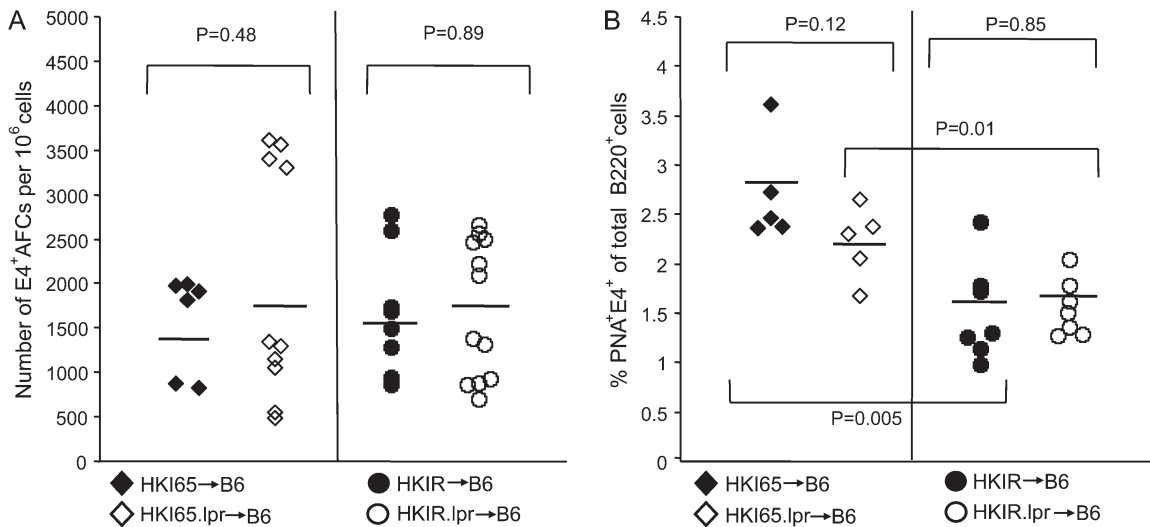 A
Number of E4+AFCs per 10^6 cells
5000
4500
4000
3500
3000
2500
2000
1500
1000
500
0
P=0.48
P=0.89
HKI65→B6
HKI65.lpr→B6
HKIR→B6
HKIR.lpr→B6
B
% PNA+E4+ of total B220+cells
4.5
4
3.5
3
2.5
2
1.5
1
0.5
0
P=0.12
P=0.85
P=0.01
P=0.005
HKI65→B6
HKI65.lpr→B6
HKIR→B6
HKIR.lpr→B6